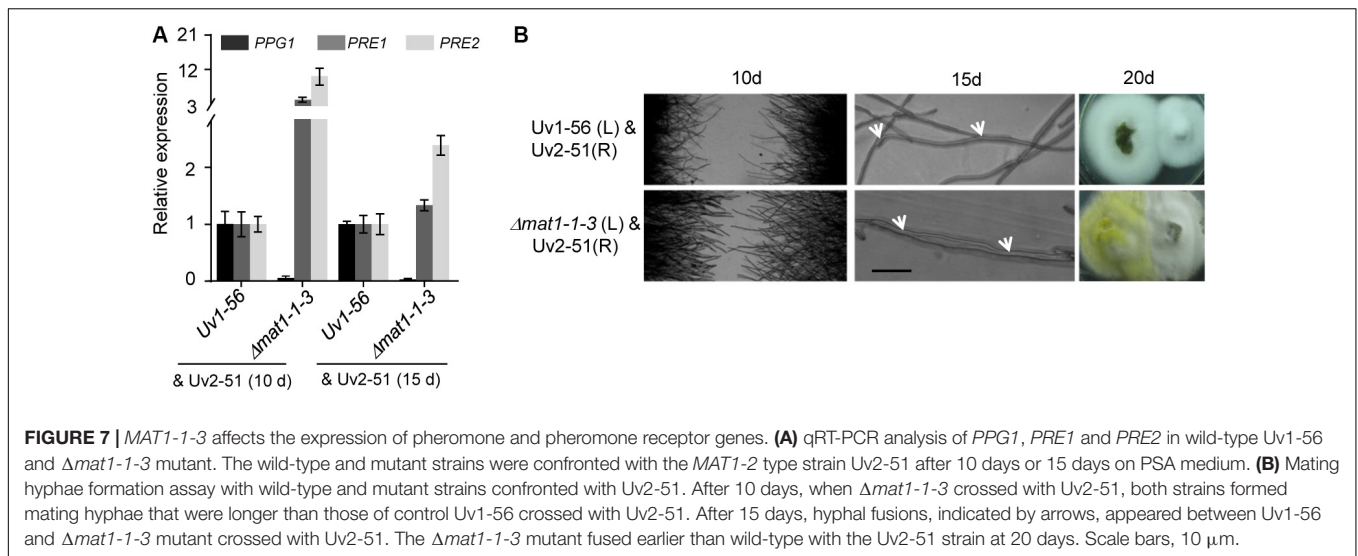 A
21
12
3
2
1
0
Relative expression
PPG1 PRE1 PRE2
Uv1-56
Δmat1-1-3
Uv1-56
Δmat1-1-3
& Uv2-51 (10 d) & Uv2-51 (15 d)
B
10d 15d 20d
Uv1-56 (L) &
Uv2-51(R)
Δmat1-1-3 (L) &
Uv2-51(R)
FIGURE 7 | MAT1-1-3 affects the expression of pheromone and pheromone receptor genes. (A) qRT-PCR analysis of PPG1, PRE1 and PRE2 in wild-type Uv1-56
and Δmat1-1-3 mutant. The wild-type and mutant strains were confronted with the MAT1-2 type strain Uv2-51 after 10 days or 15 days on PSA medium. (B) Mating
hyphae formation assay with wild-type and mutant strains confronted with Uv2-51. After 10 days, when Δmat1-1-3 crossed with Uv2-51, both strains formed
mating hyphae that were longer than those of control Uv1-56 crossed with Uv2-51. After 15 days, hyphal fusions, indicated by arrows, appeared between Uv1-56
and Δmat1-1-3 mutant crossed with Uv2-51. The Δmat1-1-3 mutant fused earlier than wild-type with the Uv2-51 strain at 20 days. Scale bars, 10 μm.